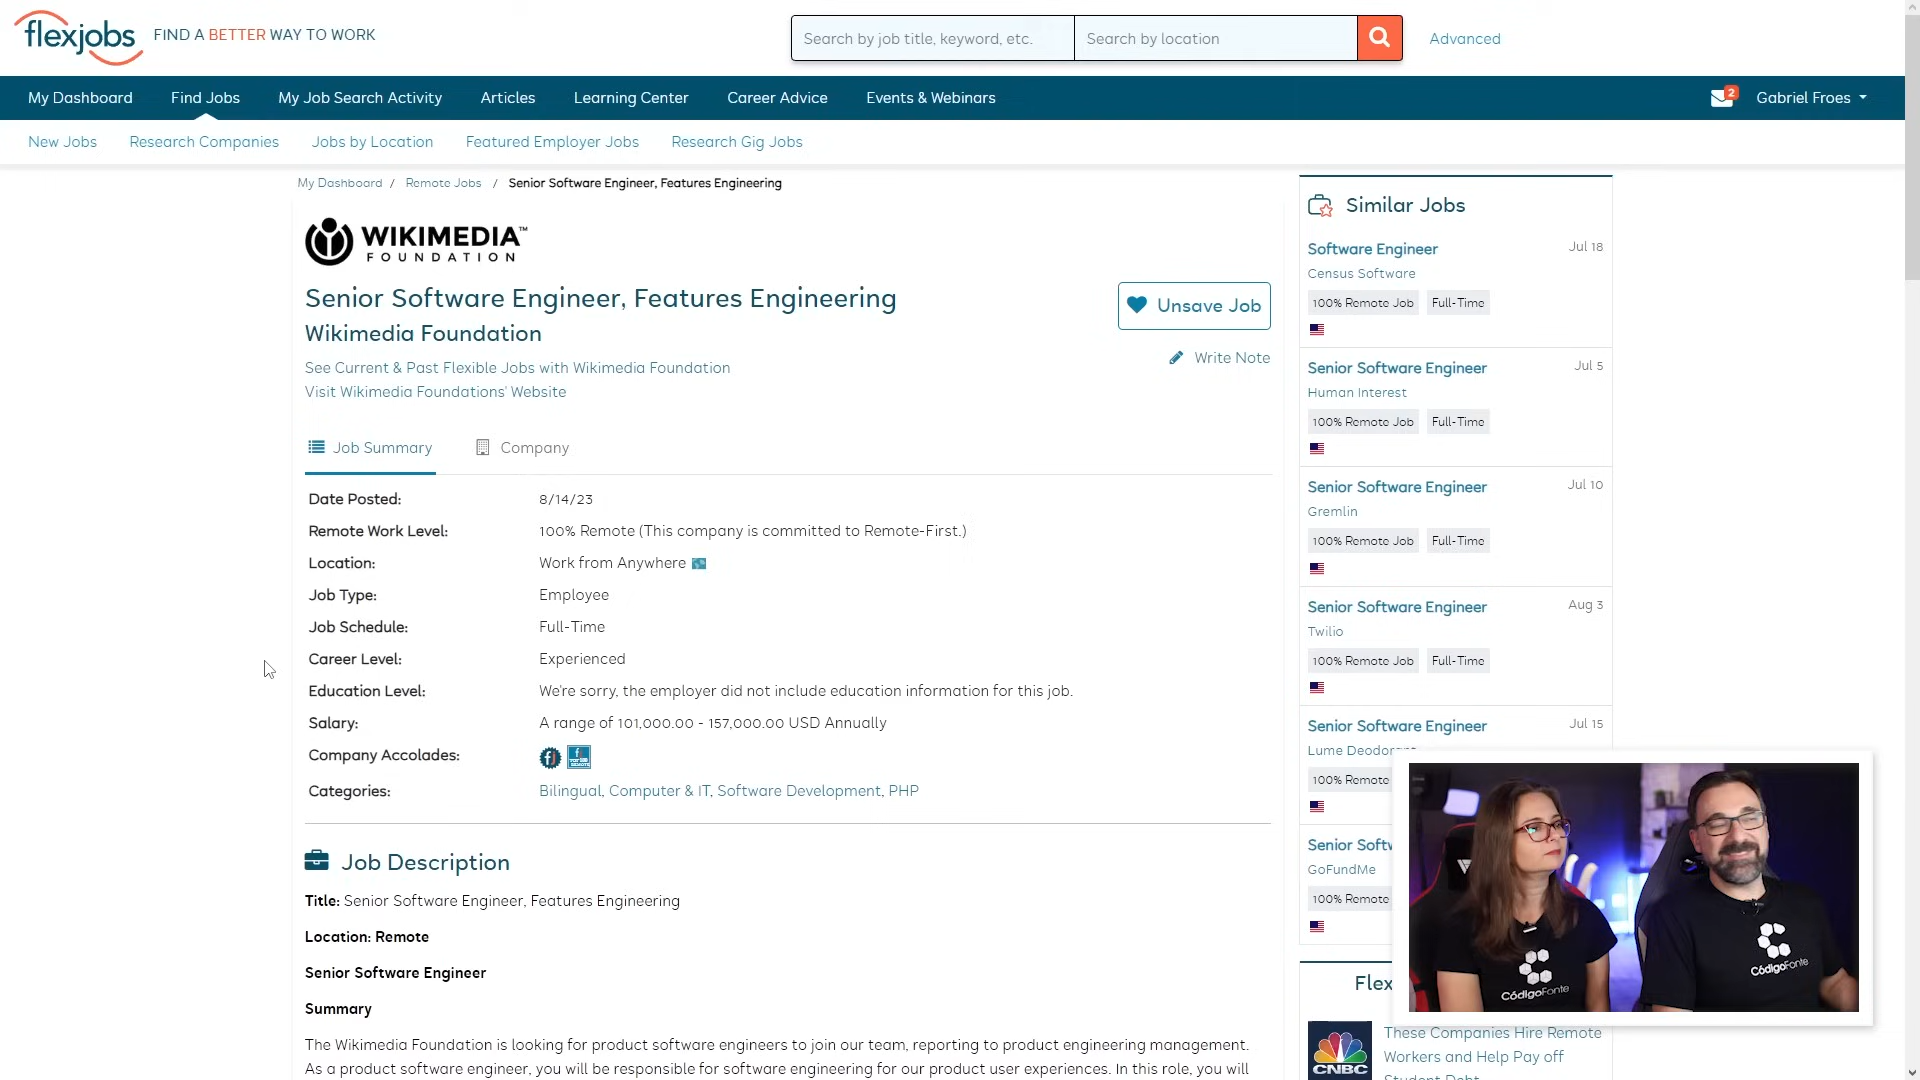 flexjobs
FIND A BETTER WAY TO WORK
Search by job title, keyword, etc.
Search by location
Advanced
My Dashboard
Find Jobs
My Job Search Activity
Articles
Learning Center
Career Advice
Events & Webinars
2
Gabriel Froes
New Jobs
Research Companies
Jobs by Location
Featured Employer Jobs
Research Gig Jobs
My Dashboard / Remote Jobs / Senior Software Engineer, Features Engineering
WIKIMEDIA™
FOUNDATION
Senior Software Engineer, Features Engineering
Wikimedia Foundation
See Current & Past Flexible Jobs with Wikimedia Foundation
Visit Wikimedia Foundations' Website
Unsave Job
Write Note
Job Summary
Company
Date Posted: 8/14/23
Remote Work Level: 100% Remote (This company is committed to Remote-First.)
Location: Work from Anywhere
Job Type: Employee
Job Schedule: Full-Time
Career Level: Experienced
Education Level: We're sorry, the employer did not include education information for this job.
Salary: A range of 101,000.00 - 157,000.00 USD Annually
Company Accolades:
Categories: Bilingual, Computer & IT, Software Development, PHP
Job Description
Title: Senior Software Engineer, Features Engineering
Location: Remote
Senior Software Engineer
Summary
The Wikimedia Foundation is looking for product software engineers to join our team, reporting to product engineering management.
As a product software engineer, you will be responsible for software engineering for our product user experiences. In this role, you will
Similar Jobs
Software Engineer Jul 18
Census Software
100% Remote Job Full-Time
Senior Software Engineer Jul 5
Human Interest
100% Remote Job Full-Time
Senior Software Engineer Jul 10
Gremlin
100% Remote Job Full-Time
Senior Software Engineer Aug 3
Twilio
100% Remote Job Full-Time
Senior Software Engineer Jul 15
Lume Deodorant
100% Remote
Senior Softw
GoFundMe
100% Remote
Flex
CNBC
These Companies Hire Remote
Workers and Help Pay off
Student Debt
CódigoFonte
CódigoFonte